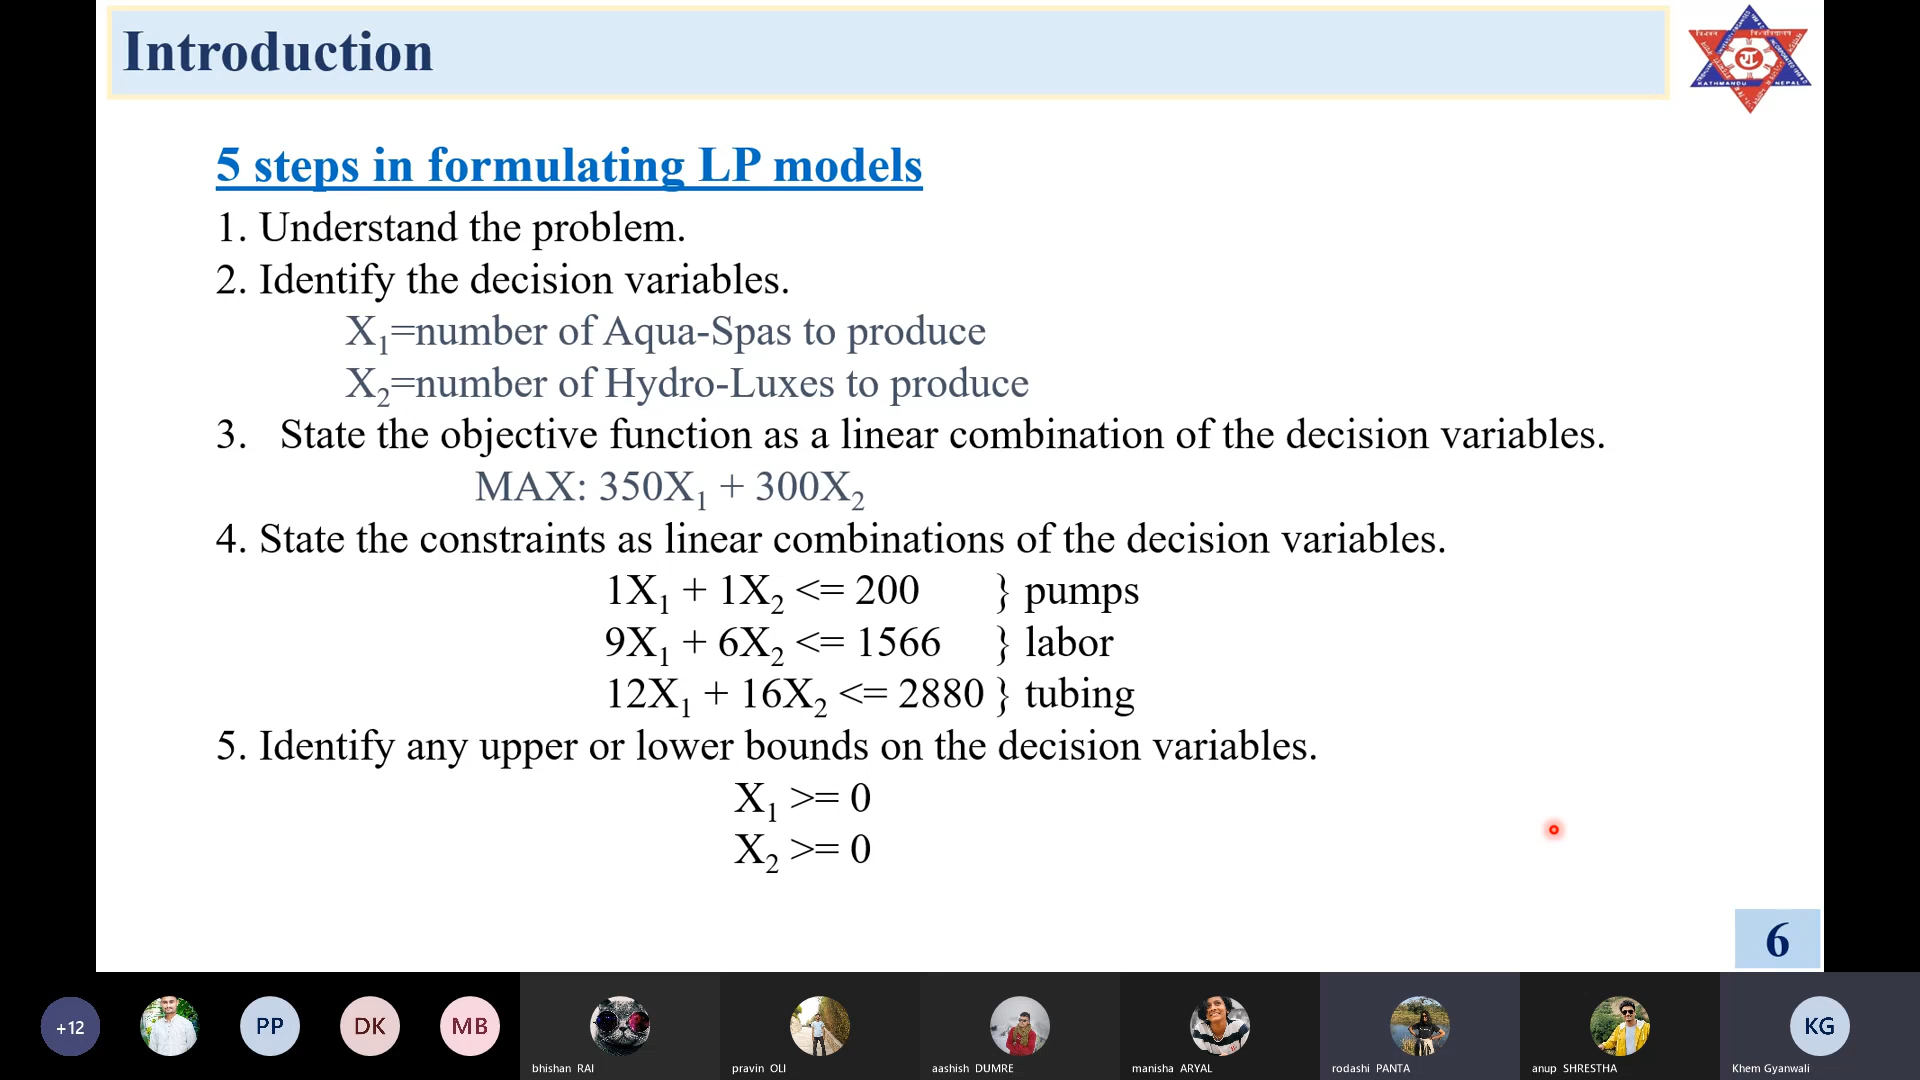 Introduction
KATHMANDU NEPAL
5 steps in formulating LP models
1. Understand the problem.
2. Identify the decision variables.
X₁=number of Aqua-Spas to produce
X₂=number of Hydro-Luxes to produce
3. State the objective function as a linear combination of the decision variables.
MAX: 350X₁ + 300X₂
4. State the constraints as linear combinations of the decision variables.
1X₁ + 1X₂ <= 200 } pumps
9X₁ + 6X₂ <= 1566 } labor
12X₁ + 16X₂ <= 2880 } tubing
5. Identify any upper or lower bounds on the decision variables.
X₁ >= 0
X₂ >= 0
6
+12
PP
DK
MB
KG
bhishan RAI
pravin OLI
aashish DUMRE
manisha ARYAL
rodashi PANTA
anup SHRESTHA
Khem Gyanwali